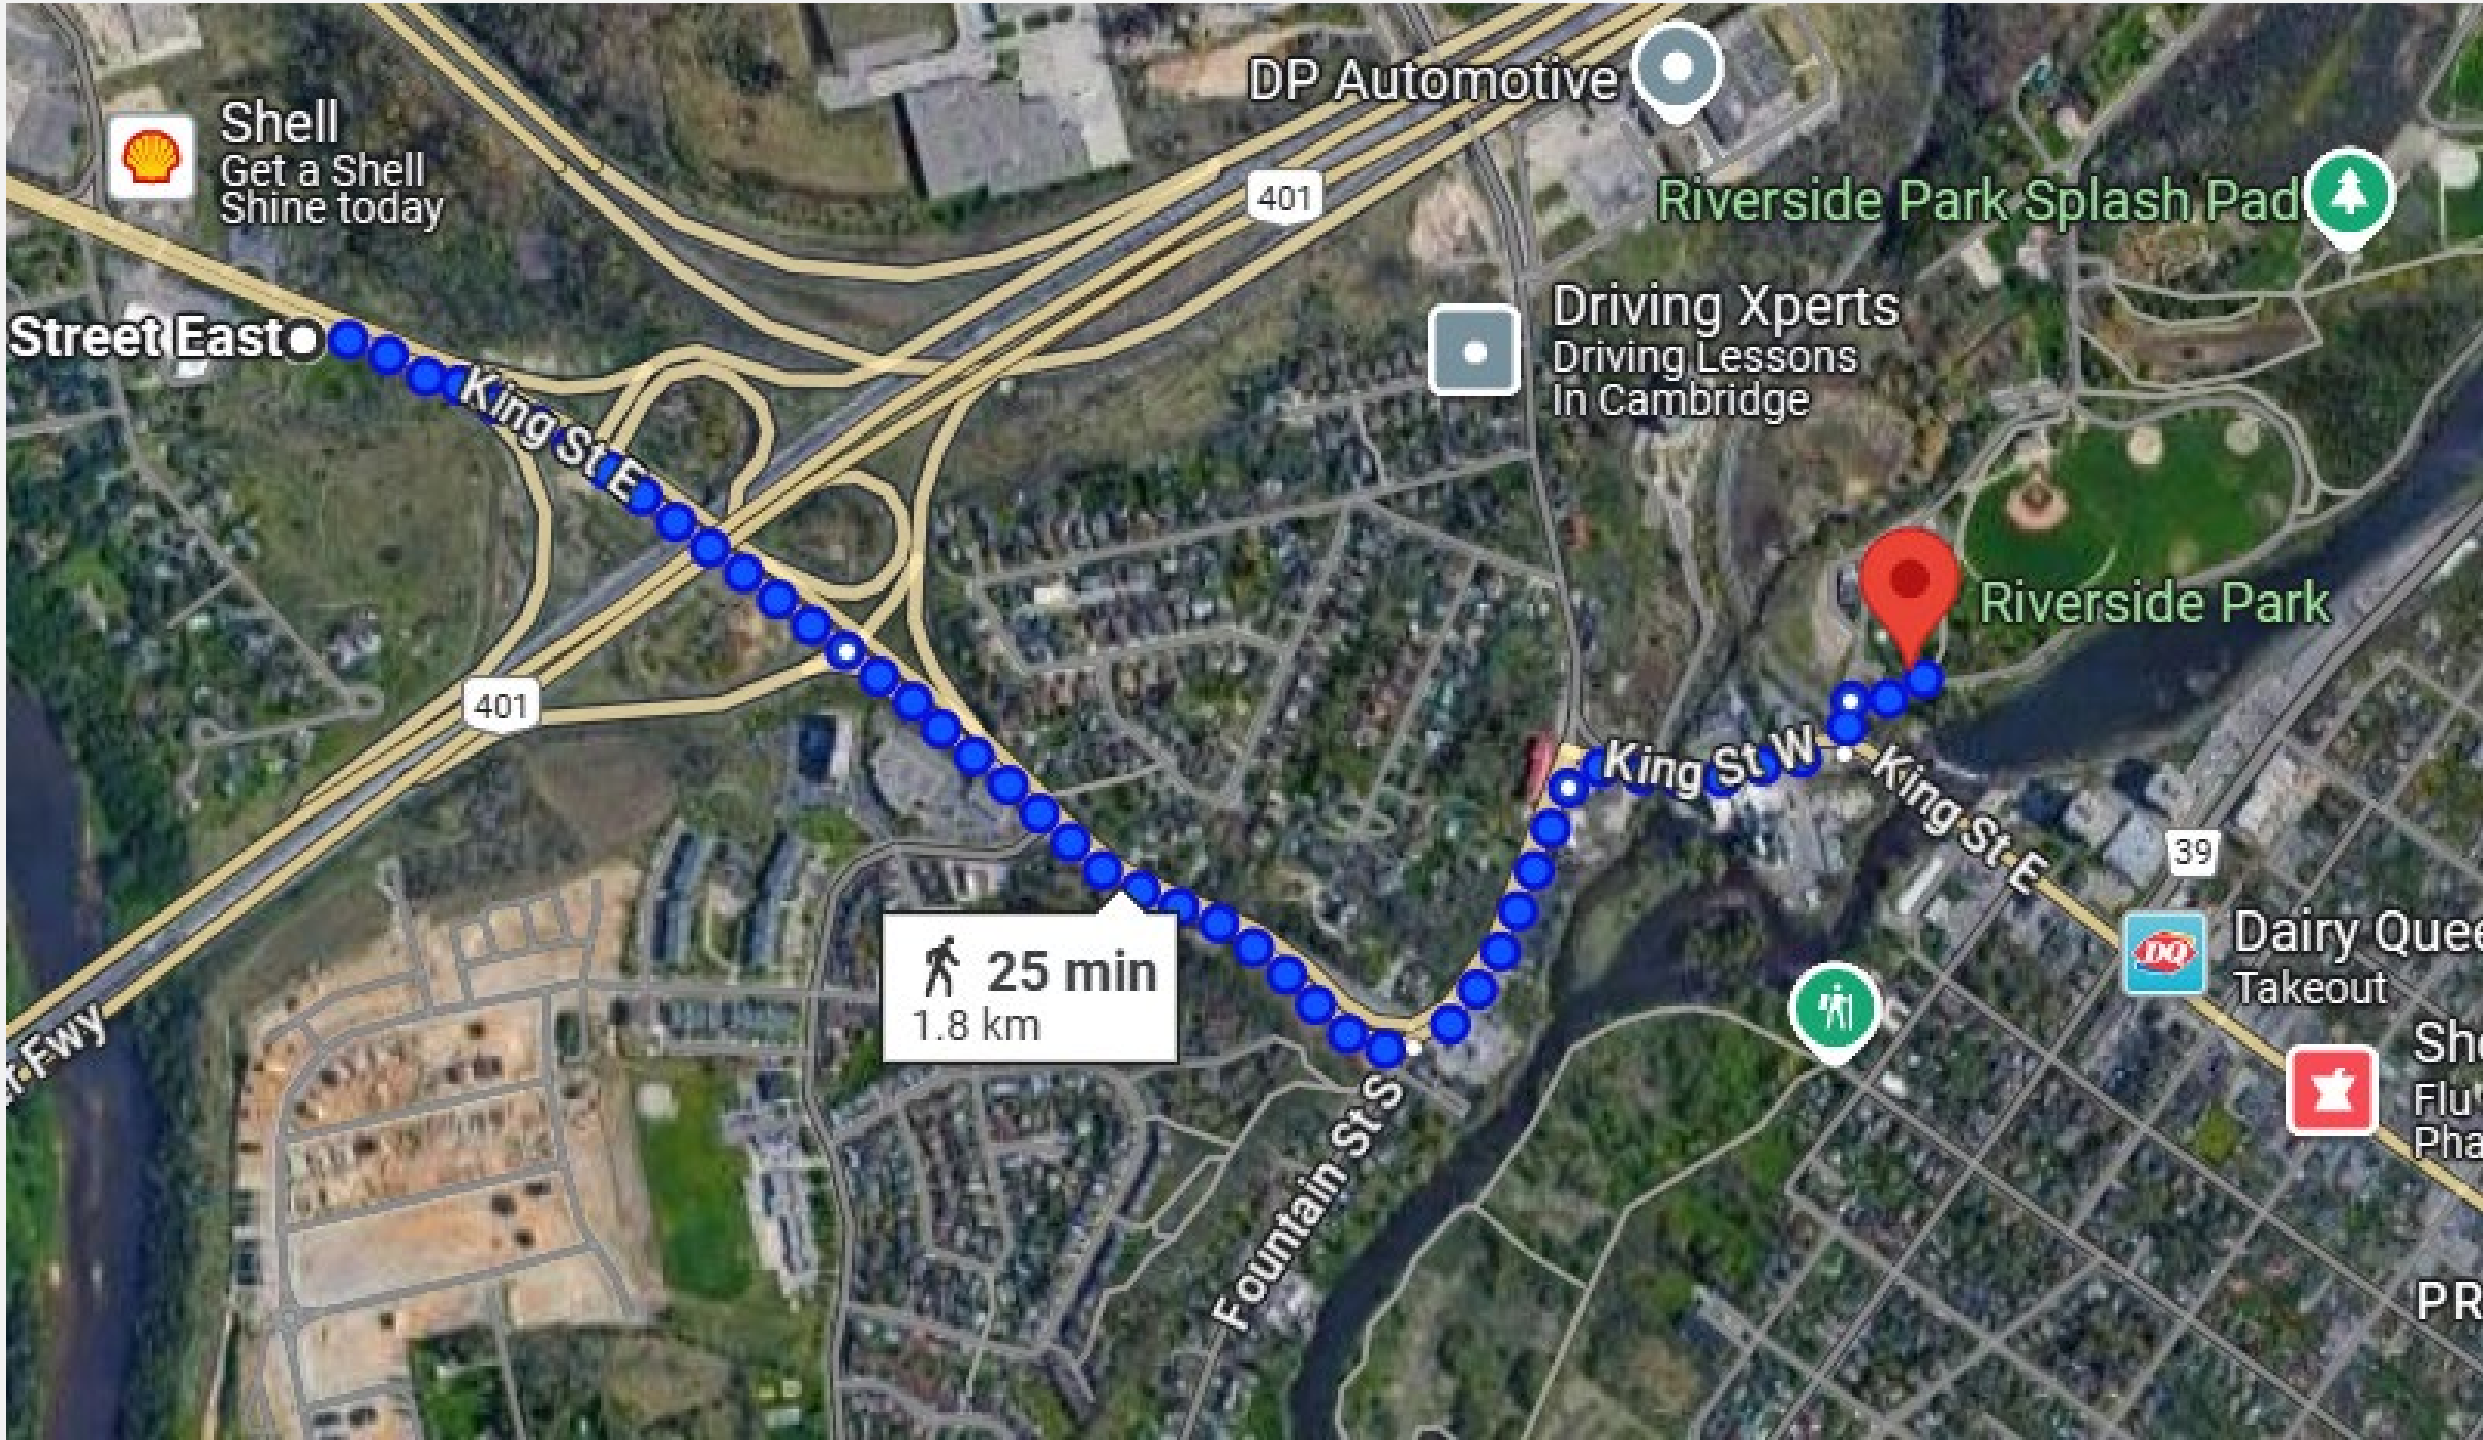 DP Automotive
Shell
Get a Shell
Shine today
401
Riverside Park Splash Pad
Driving Xperts
Driving Lessons
In Cambridge
Street East
King St E
Riverside Park
401
King St W
King St E
39
25 min
1.8 km
Dairy Quee
Takeout
DQ
Fwy
Sh
Flu
Pha
Fountain St S
PR